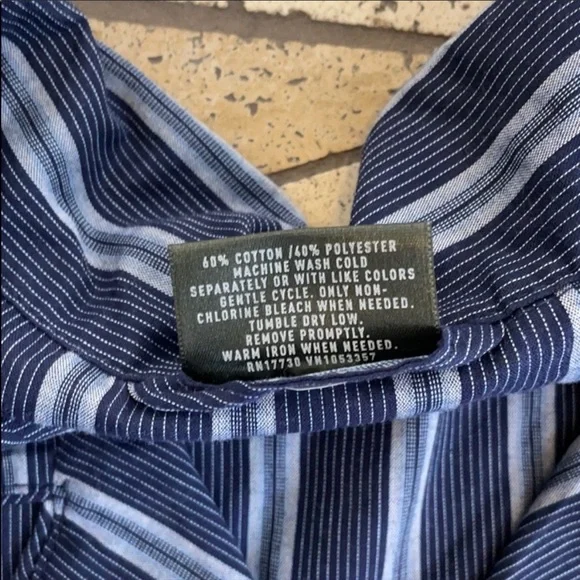 60% COTTON /40% POLYESTER
MACHINE WASH COLD
SEPARATELY OR WITH LIKE COLORS
GENTLE CYCLE. ONLY NON-
CHLORINE BLEACH WHEN NEEDED.
TUMBLE DRY LOW.
REMOVE PROMPTLY.
WARM IRON WHEN NEEDED.
RN17730 VN1053357